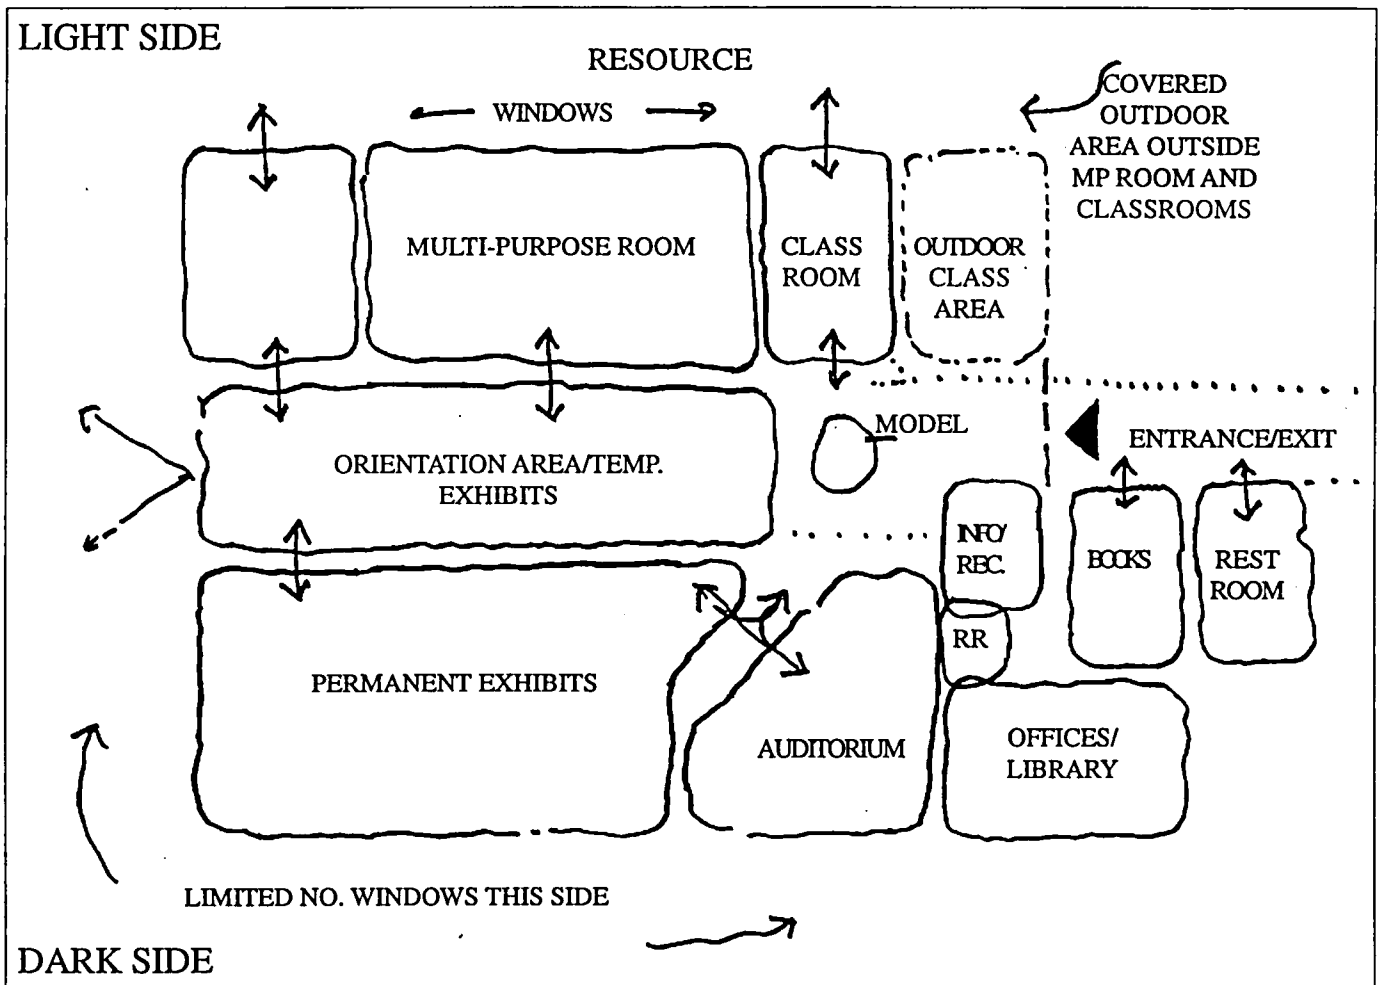 LIGHT SIDE
RESOURCE
WINDOWS
COVERED
OUTDOOR
AREA OUTSIDE
MP ROOM AND
CLASSROOMS
MULTI-PURPOSE ROOM
CLASS
ROOM
OUTDOOR
CLASS
AREA
MODEL
ENTRANCE/EXIT
ORIENTATION AREA/TEMP.
EXHIBITS
INFO/
REC.
BOOKS
REST
ROOM
RR
PERMANENT EXHIBITS
AUDITORIUM
OFFICES/
LIBRARY
LIMITED NO. WINDOWS THIS SIDE
DARK SIDE